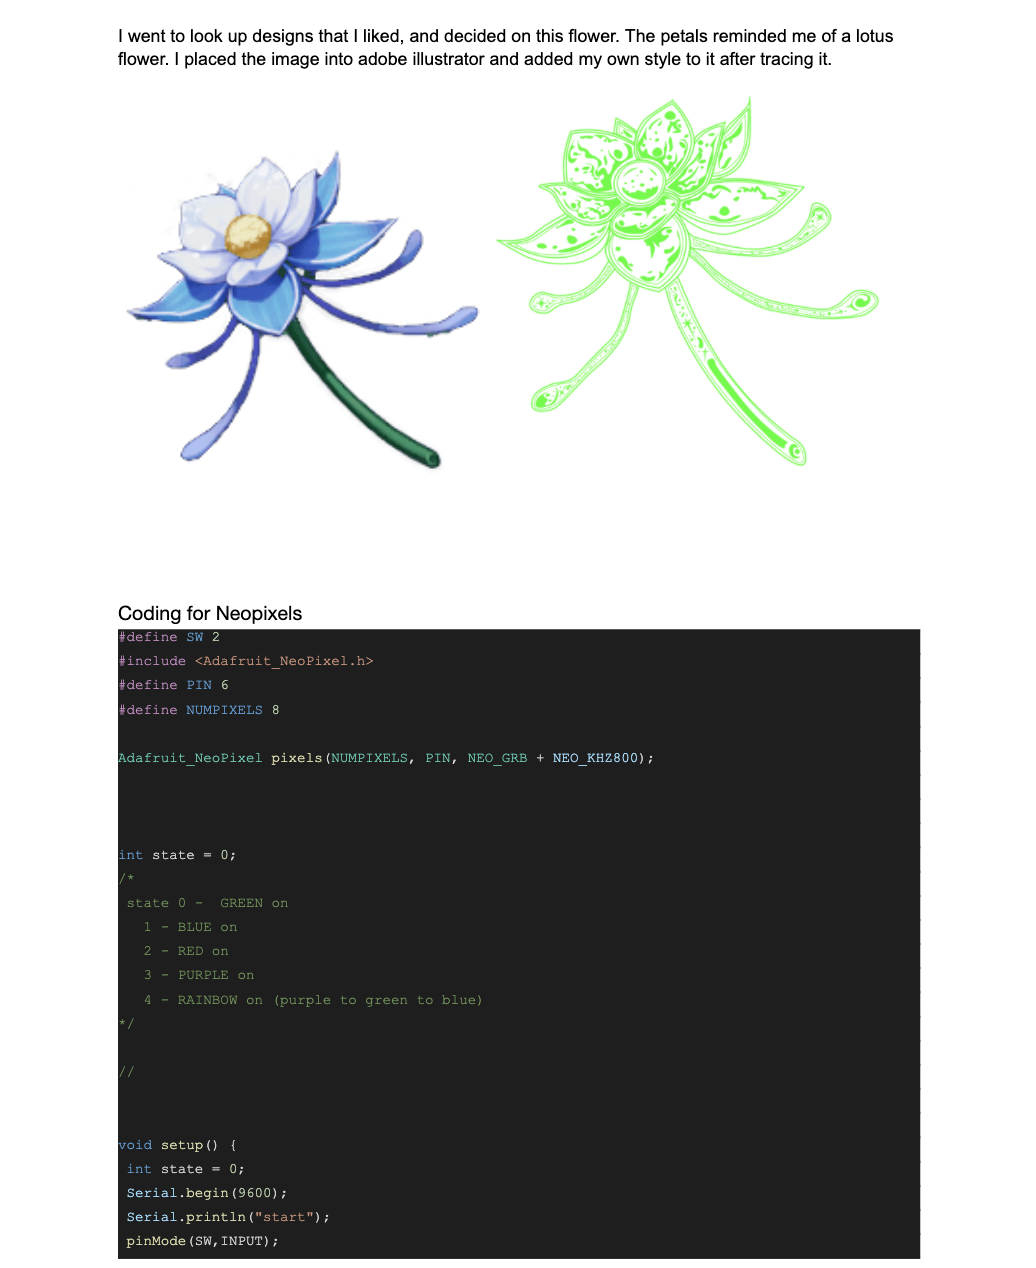 I went to look up designs that I liked, and decided on this flower. The petals reminded me of a lotus
flower. I placed the image into adobe illustrator and added my own style to it after tracing it.
Coding for Neopixels
#define SW 2
#include <Adafruit_NeoPixel.h>
#define PIN 6
#define NUMPIXELS 8
Adafruit_NeoPixel pixels(NUMPIXELS, PIN, NEO_GRB + NEO_KHZ800);
int state = 0;
/*
state 0 -  GREEN on
1 - BLUE on
2 - RED on
3 - PURPLE on
4 - RAINBOW on (purple to green to blue)
*/
//
void setup() {
int state = 0;
Serial.begin(9600);
Serial.println("start");
pinMode(SW,INPUT);